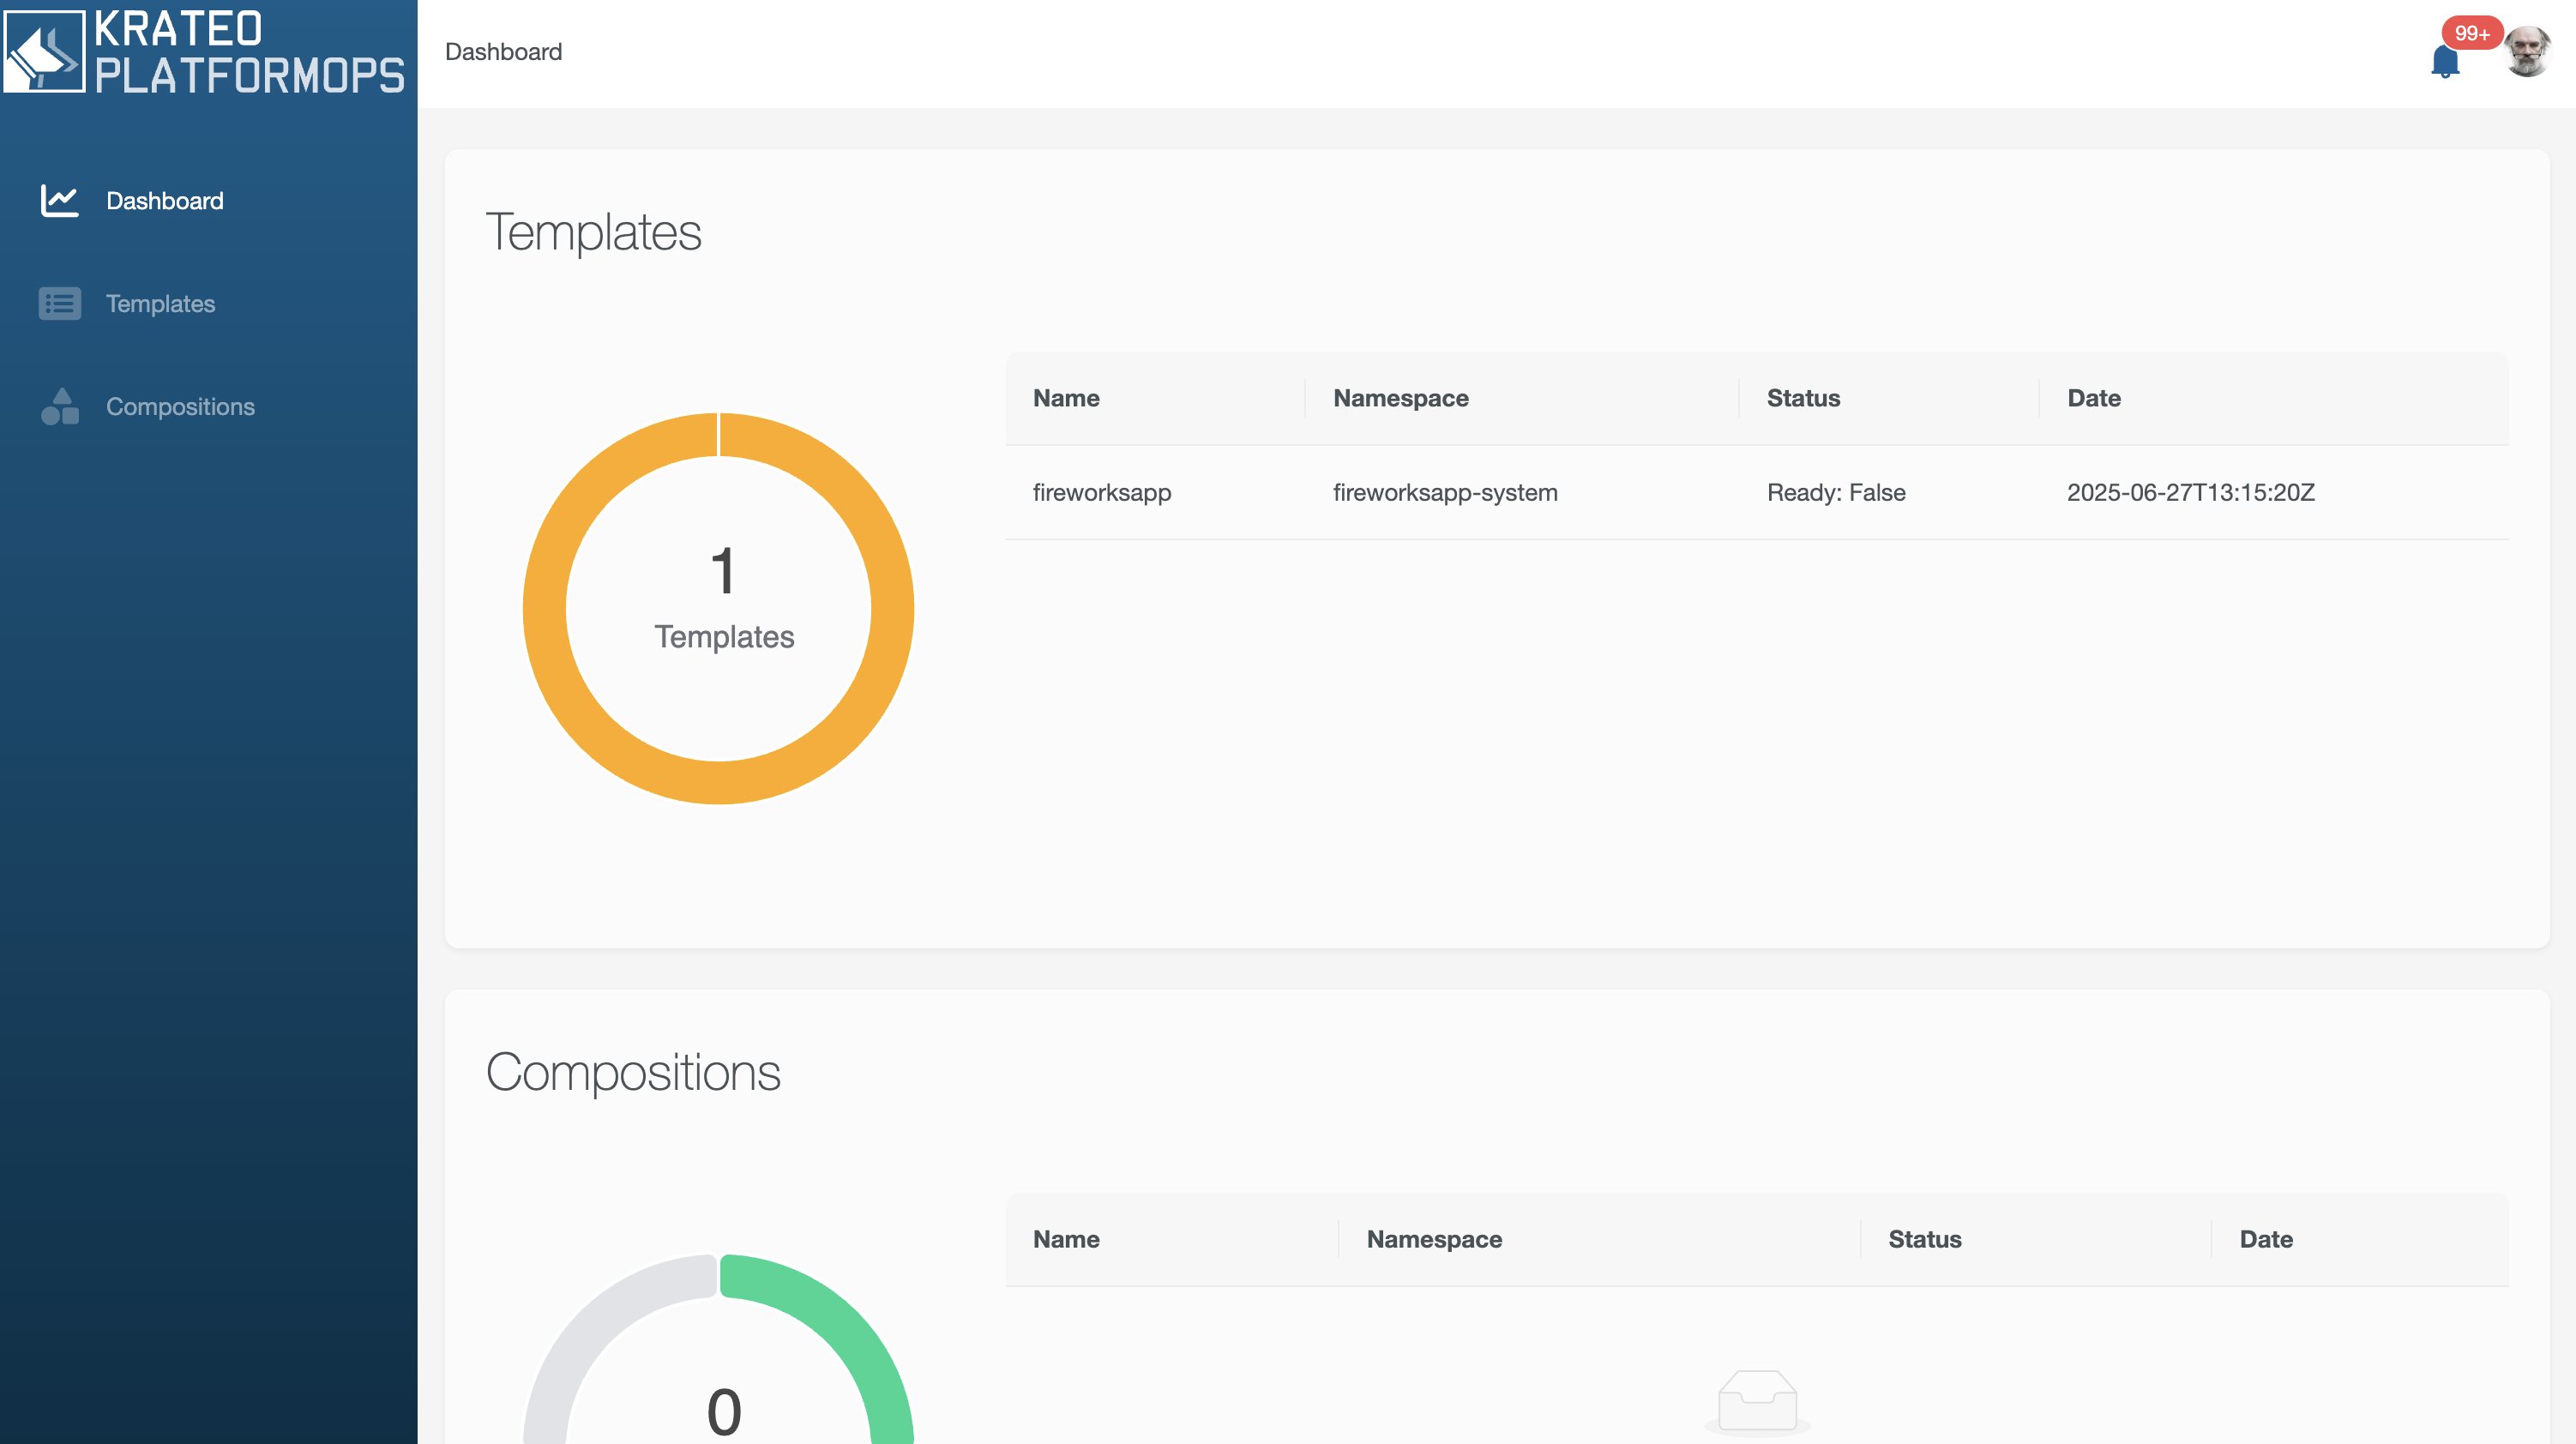 KRATEO
PLATFORMOPS
Dashboard
99+
Dashboard
Templates
Compositions
Templates
1
Templates
Name Namespace Status Date
fireworksapp fireworksapp-system Ready: False 2025-06-27T13:15:20Z
Compositions
0
Name Namespace Status Date